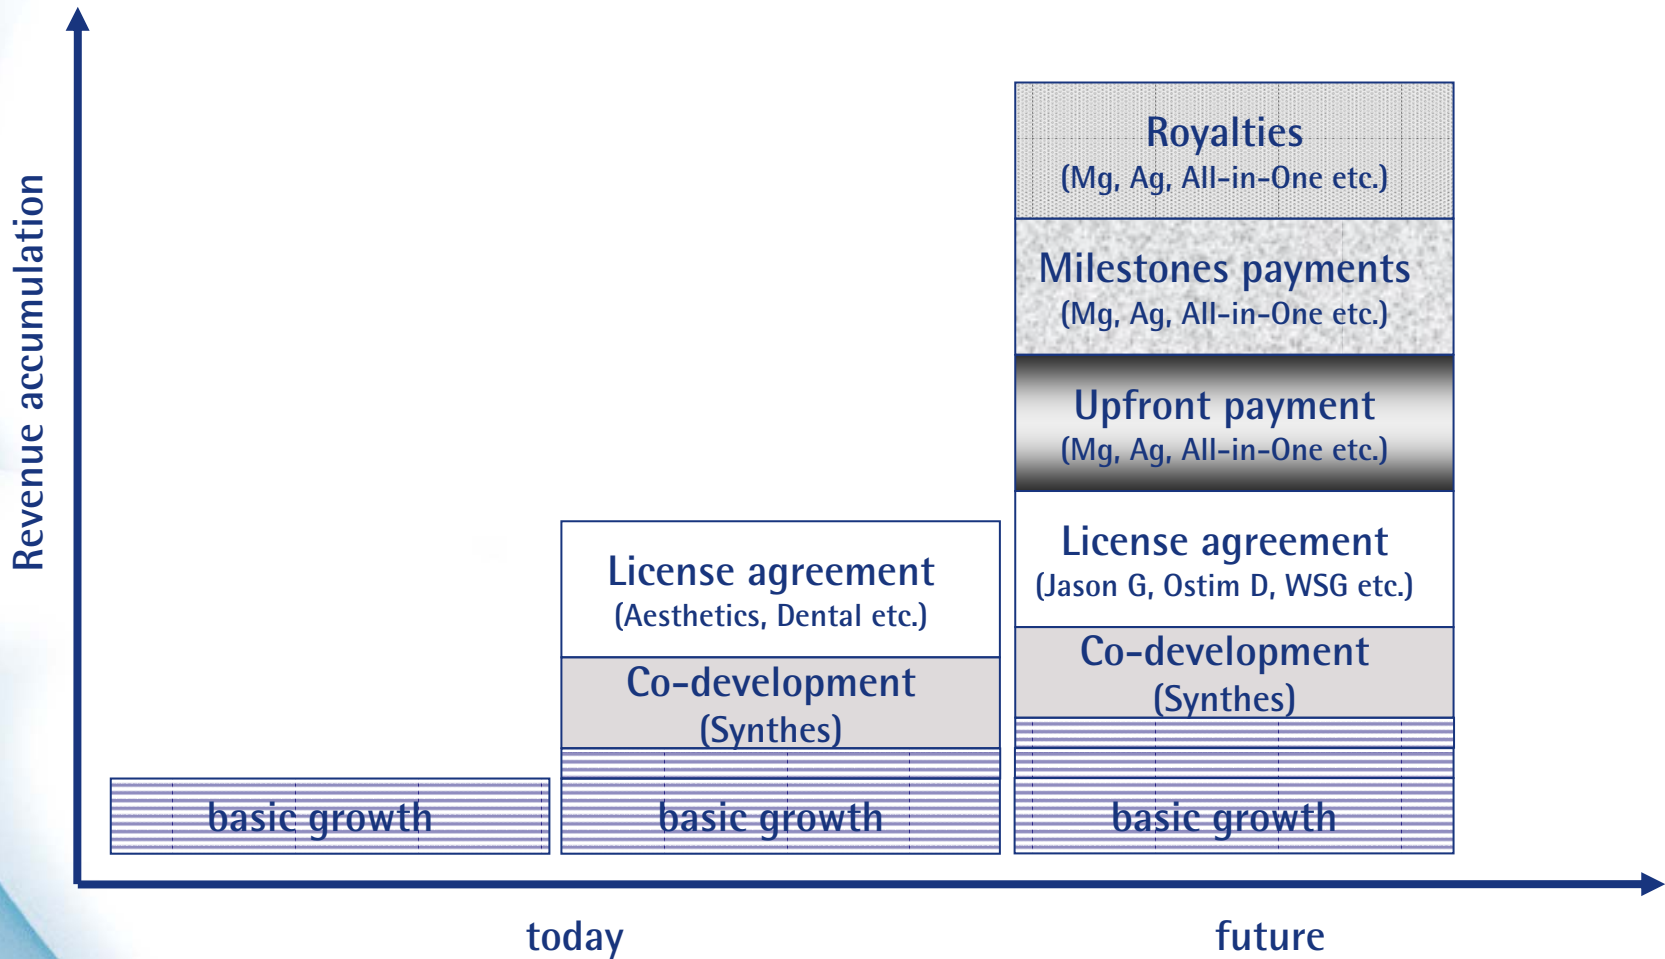 Revenue accumulation
Royalties
(Mg, Ag, All-in-One etc.)
Milestones payments
(Mg, Ag, All-in-One etc.)
Upfront payment
(Mg, Ag, All-in-One etc.)
License agreement
(Jason G, Ostim D, WSG etc.)
Co-development
(Synthes)
basic growth
License agreement
(Aesthetics, Dental etc.)
Co-development
(Synthes)
basic growth
basic growth
today
future